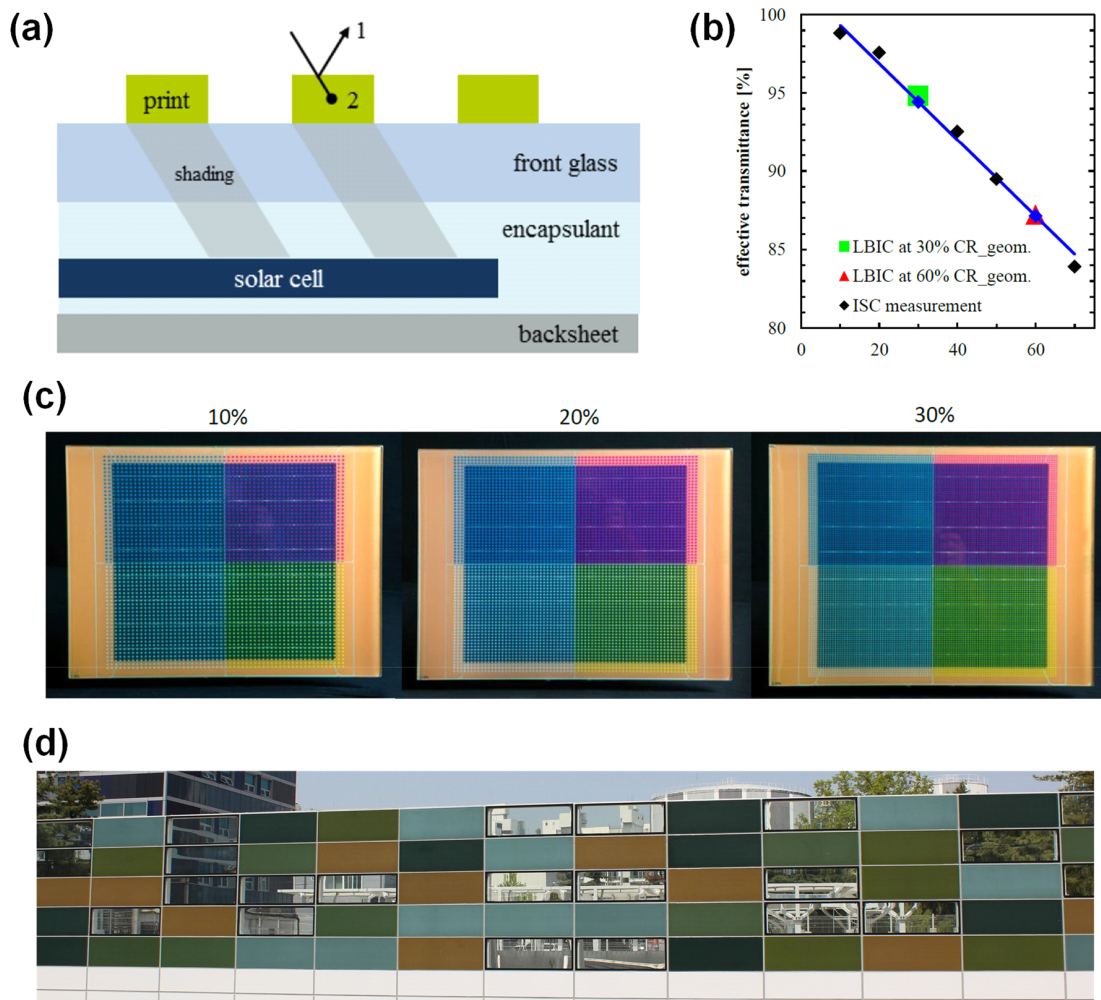 (a)
1
print
2
shading
front glass
encapsulant
solar cell
backsheet
(b)
effective transmittance [%]
100
95
90
85
80
LBIC at 30% CR_geom.
LBIC at 60% CR_geom.
ISC measurement
0
20
40
60
(c)
10%
20%
30%
(d)